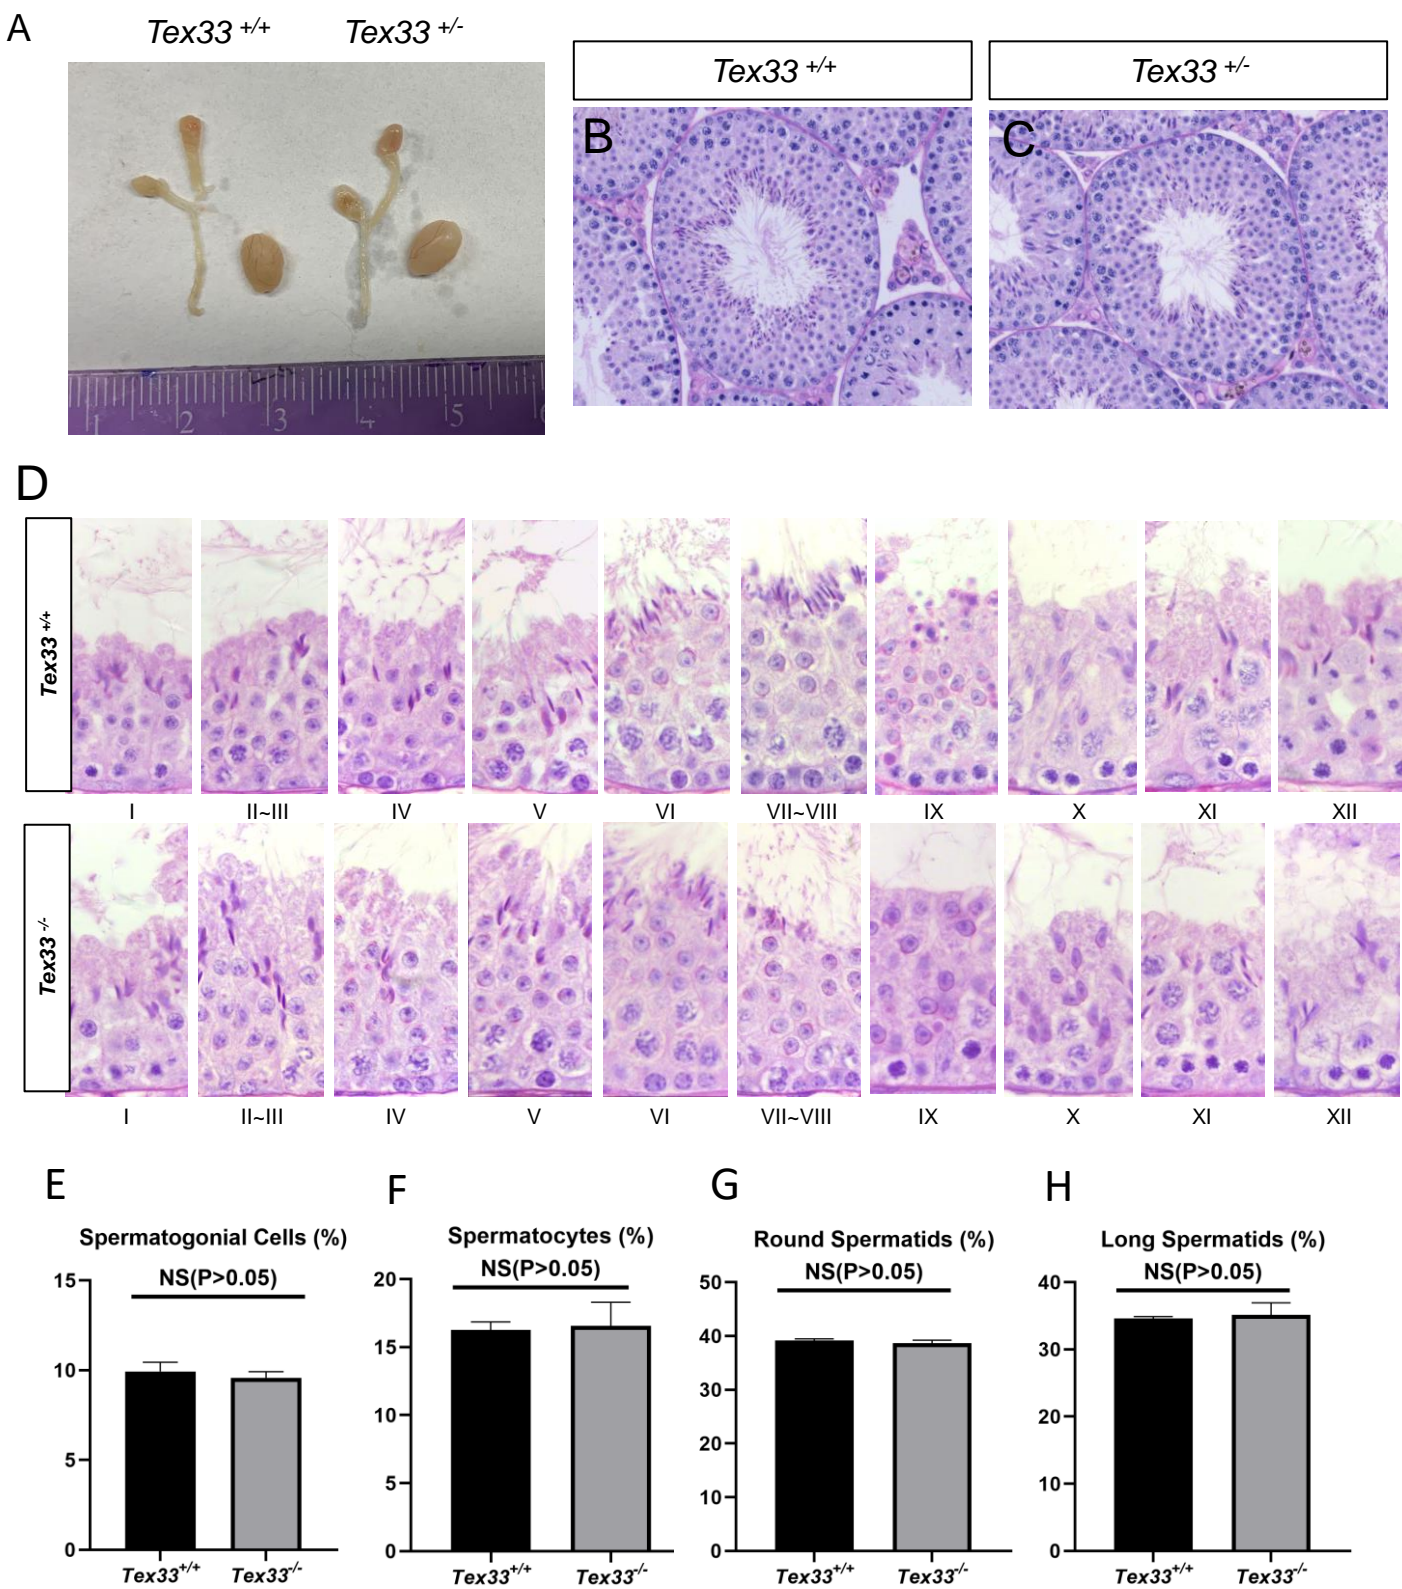 A
Tex33 +/+ Tex33 +/-
Tex33 +/+ Tex33 +/-
B C
1 2 3 4 5
D
Tex33 +/+
I II~III IV V VI VII~VIII IX X XI XII
Tex33 -/-
I II~III IV V VI VII~VIII IX X XI XII
E
Spermatogonial Cells (%)
NS(P>0.05)
15
10
5
0
Tex33+/+ Tex33-/-
F
Spermatocytes (%)
NS(P>0.05)
20
15
10
5
0
Tex33+/+ Tex33-/-
G
Round Spermatids (%)
NS(P>0.05)
50
40
30
20
10
0
Tex33+/+ Tex33-/-
H
Long Spermatids (%)
NS(P>0.05)
40
30
20
10
0
Tex33+/+ Tex33-/-